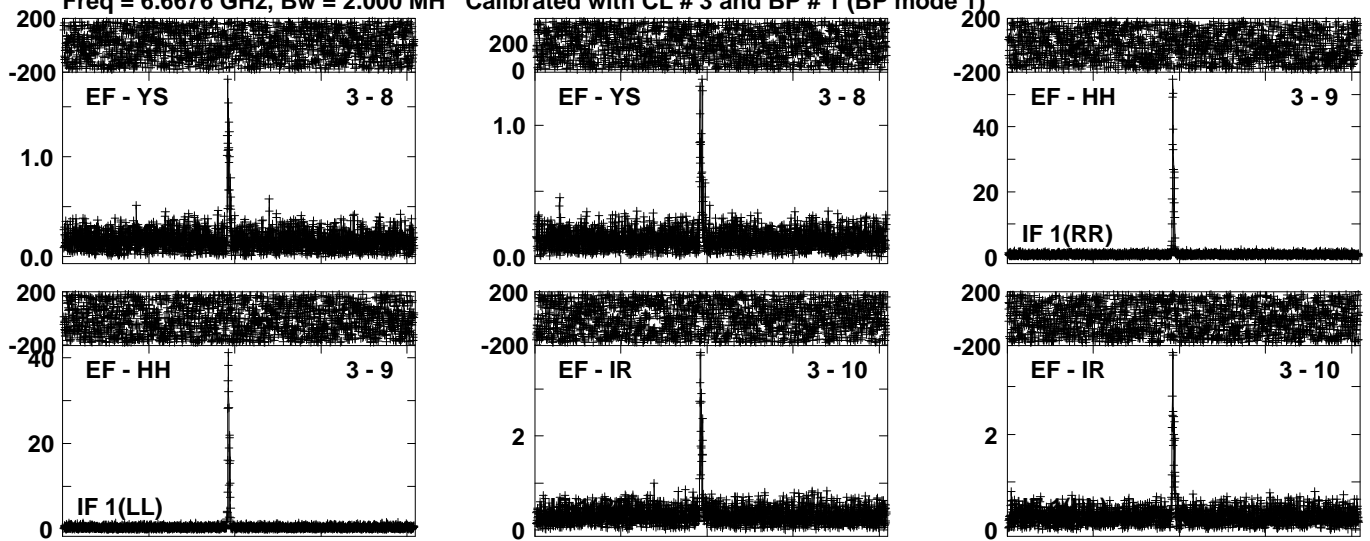 Freq = 6.6676 GHz, Bw = 2.000 MH Calibrated with CL # 3 and BP # 1 (BP mode 1)
200
-200
EF - YS 3 - 8
1.0
0.0
200
0
EF - YS 3 - 8
1.0
0.0
200
-200
EF - HH 3 - 9
40
20
IF 1(RR)
0
200
-200
40
EF - HH 3 - 9
20
IF 1(LL)
0
200
-200
EF - IR 3 - 10
2
0
200
-200
EF - IR 3 - 10
2
0